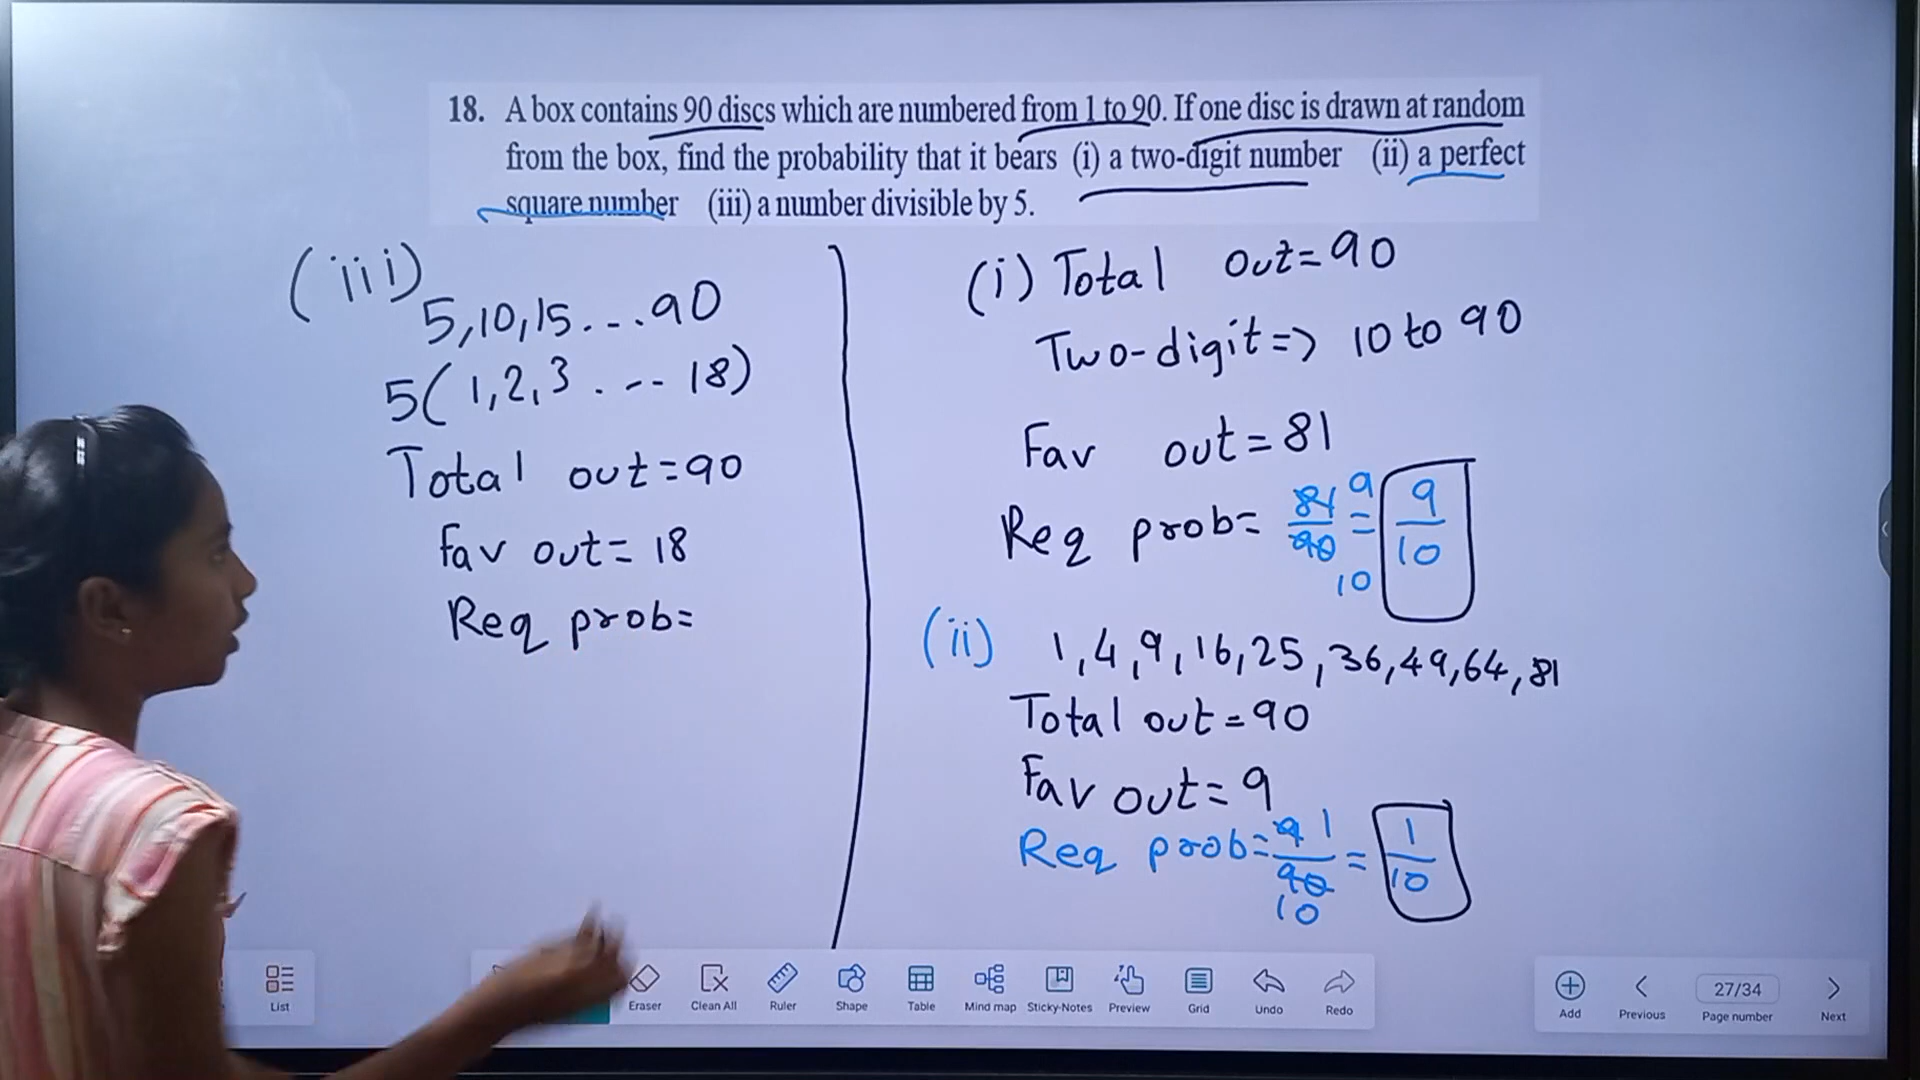 18. A box contains 90 discs which are numbered from 1 to 90. If one disc is drawn at random
from the box, find the probability that it bears (i) a two-digit number (ii) a perfect
square number (iii) a number divisible by 5.
(iii)
5,10,15...90
5(1,2,3....18)
Total out=90
Fav out=18
Req prob=
(i) Total out=90
Two-digit=> 10 to 90
Fav out=81
Req prob= 81/90 9 10 = 9/10
(ii) 1,4,9,16,25,36,49,64,81
Total out=90
Fav out=9
Req prob=9/90 1 10 = 1/10
List
Eraser
Clean All
Ruler
Shape
Table
Mind map
Sticky-Notes
Preview
Grid
Undo
Redo
Add
Previous
27/34
Page number
Next